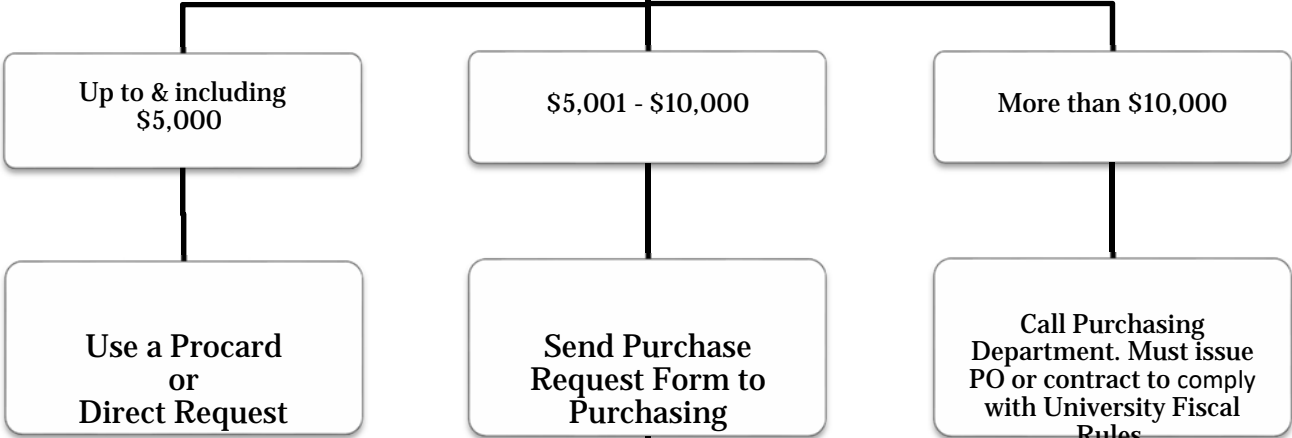 Up to & including
$5,000
$5,001 - $10,000
More than $10,000
Use a Procard
or
Direct Request
Send Purchase
Request Form to
Purchasing
Call Purchasing
Department. Must issue
PO or contract to comply
with University Fiscal
Rules